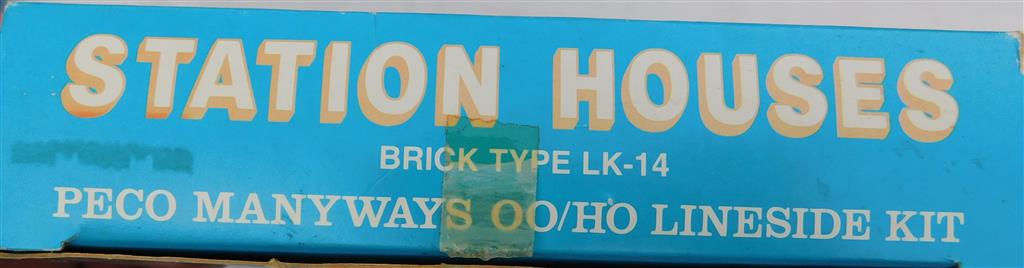 STATION HOUSES
BRICK TYPE LK-14
PECO MANYWAYS OO/HO LINESIDE KIT